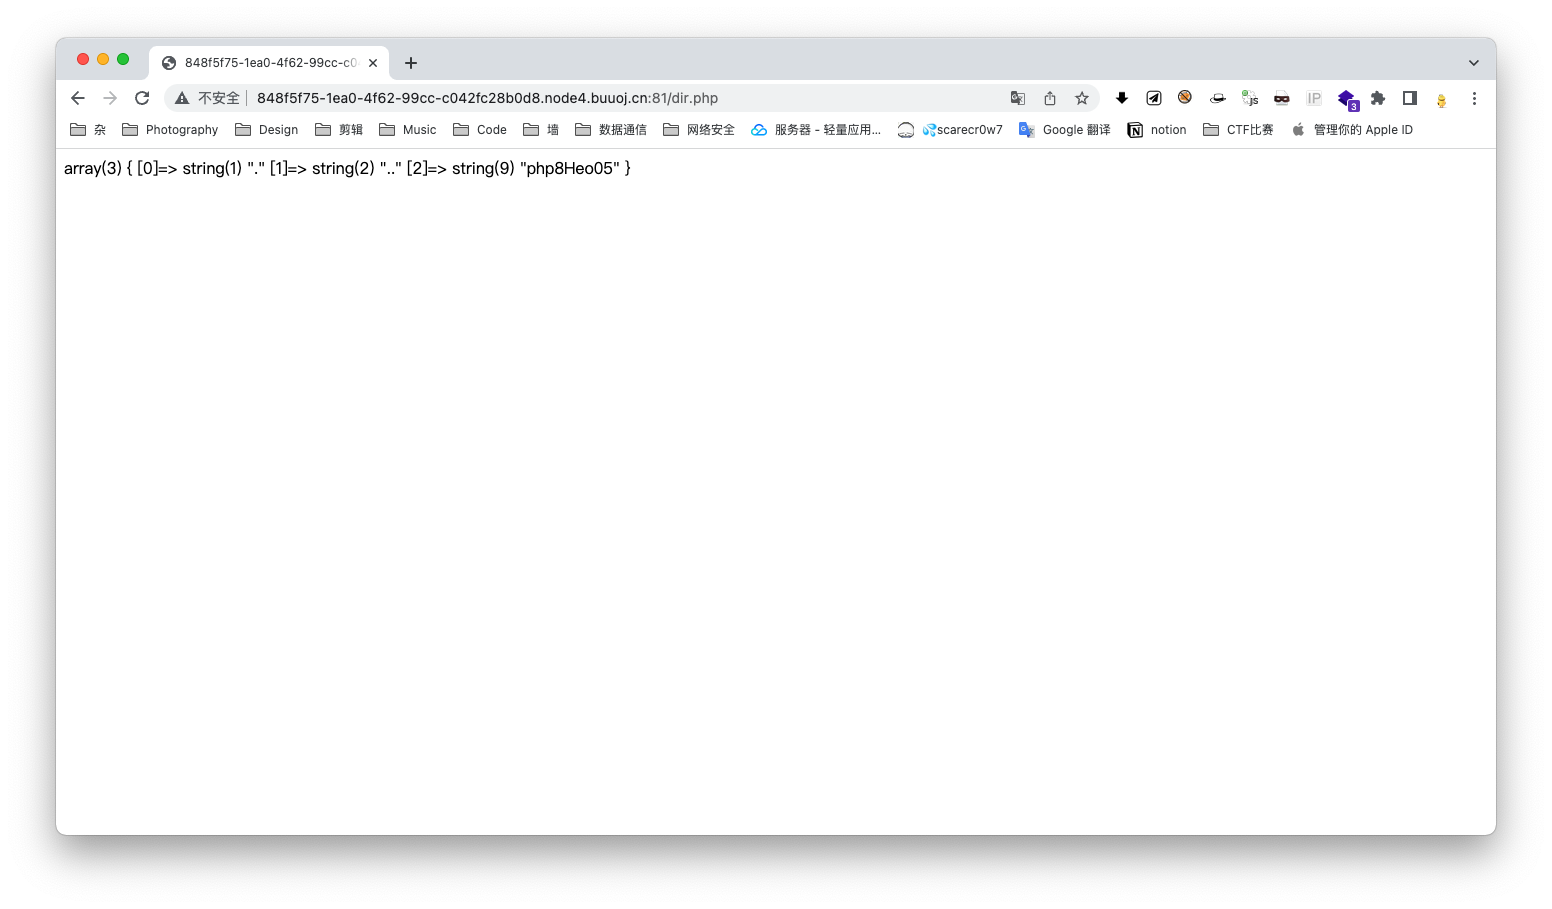 848f5f75-1ea0-4f62-99cc-c0
不安全 848f5f75-1ea0-4f62-99cc-c042fc28b0d8.node4.buuoj.cn:81/dir.php
js IP 3
杂 Photography Design 剪辑 Music Code 墙 数据通信 网络安全 服务器 - 轻量应用... 💦scarecr0w7 Google 翻译 notion CTF比赛 管理你的 Apple ID
array(3) { [0]=> string(1) "." [1]=> string(2) ".." [2]=> string(9) "php8Heo05" }